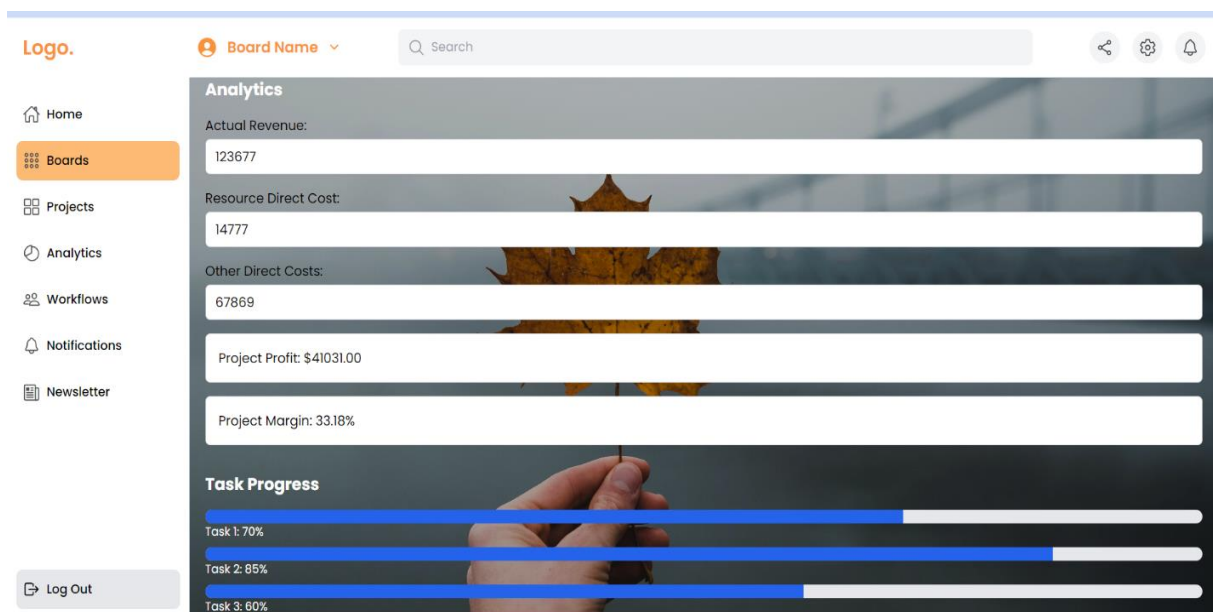 Logo.
Board Name
Search
Home
Boards
Projects
Analytics
Workflows
Notifications
Newsletter
Log Out
Analytics
Actual Revenue:
123677
Resource Direct Cost:
14777
Other Direct Costs:
67869
Project Profit: $41031.00
Project Margin: 33.18%
Task Progress
Task 1: 70%
Task 2: 85%
Task 3: 60%